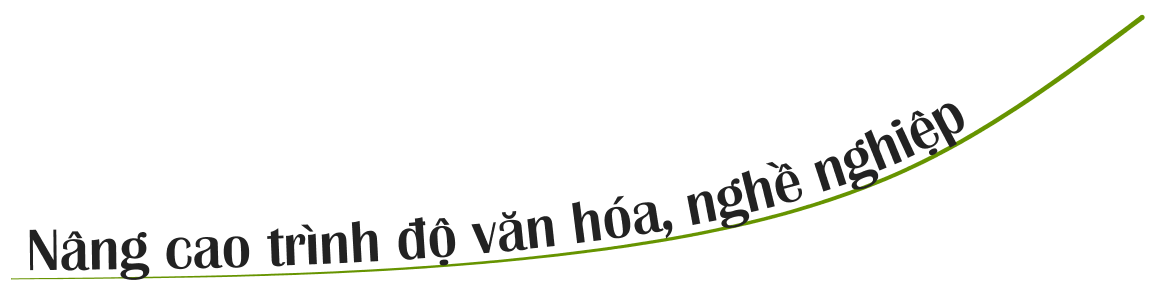 Nâng cao trình độ văn hóa, nghề nghiệp